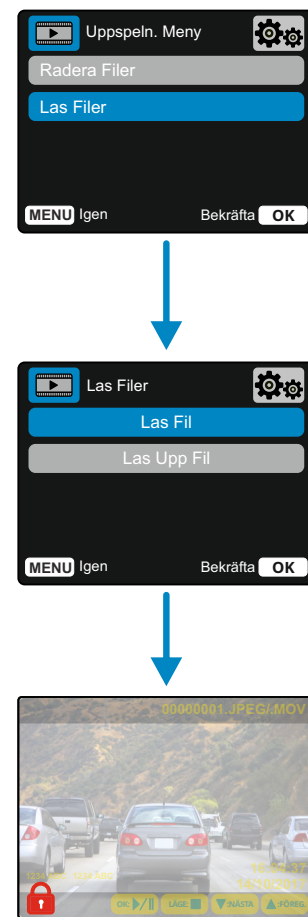 Uppspeln. Meny
Radera Filer
Las Filer
MENU Igen Bekräfta OK
Las Filer
Las Fil
Las Upp Fil
MENU Igen Bekräfta OK
00000001.JPEG/.MOV
14/10/20
OK: LÄGE: :NÄSTA :FÖREG